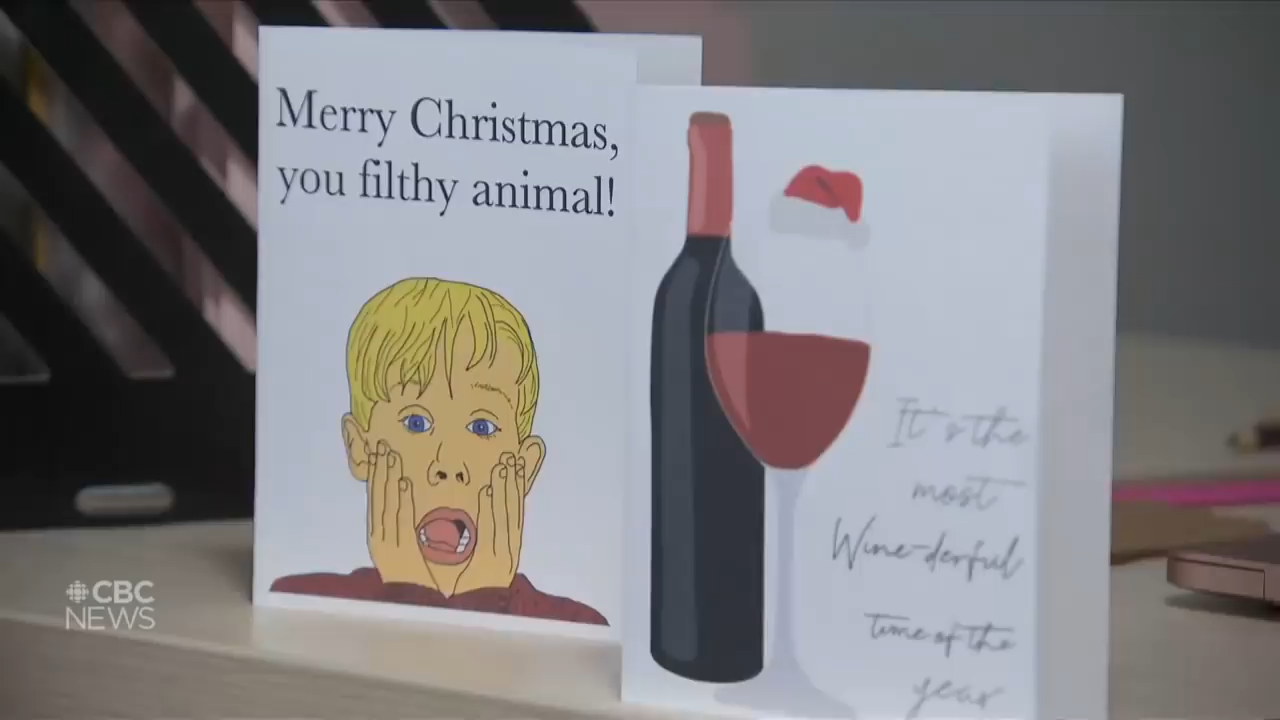 Merry Christmas,
you filthy animal!
It's the
most
Wine-derful
time of the
year
CBC
NEWS